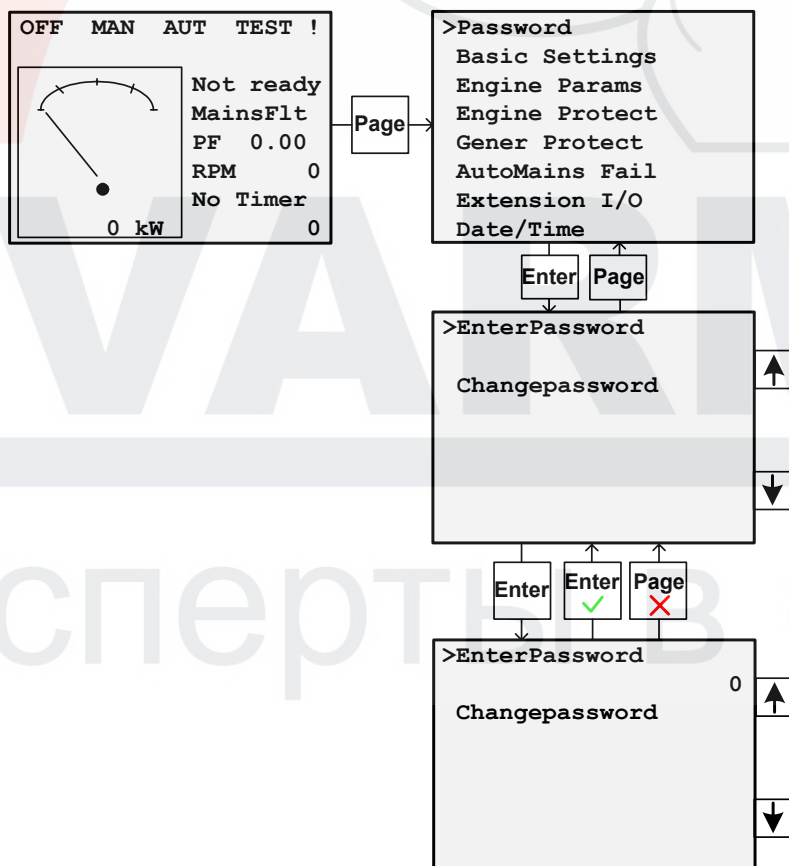 OFF MAN AUT TEST !
Not ready
MainsFlt
PF 0.00
RPM 0
No Timer
0 kW 0
Page
>Password
Basic Settings
Engine Params
Engine Protect
Gener Protect
AutoMains Fail
Extension I/O
Date/Time
Enter Page
>EnterPassword
Changepassword
Enter Enter Page
>EnterPassword
0
Changepassword
VARM
сперты в